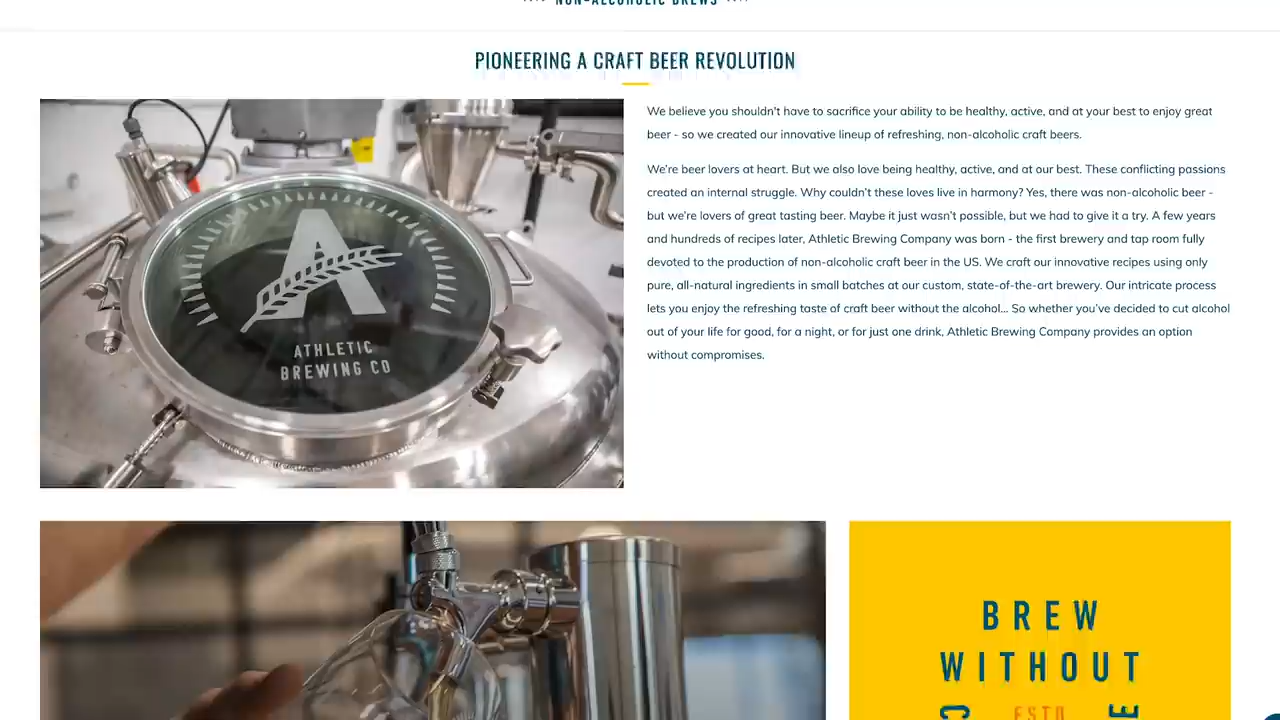 NON-ALCOHOLIC BREWS
PIONEERING A CRAFT BEER REVOLUTION
We believe you shouldn't have to sacrifice your ability to be healthy, active, and at your best to enjoy great
beer - so we created our innovative lineup of refreshing, non-alcoholic craft beers.
We're beer lovers at heart. But we also love being healthy, active, and at our best. These conflicting passions
created an internal struggle. Why couldn't these loves live in harmony? Yes, there was non-alcoholic beer -
but we're lovers of great tasting beer. Maybe it just wasn't possible, but we had to give it a try. A few years
and hundreds of recipes later, Athletic Brewing Company was born - the first brewery and tap room fully
devoted to the production of non-alcoholic craft beer in the US. We craft our innovative recipes using only
pure, all-natural ingredients in small batches at our custom, state-of-the-art brewery. Our intricate process
lets you enjoy the refreshing taste of craft beer without the alcohol... So whether you've decided to cut alcohol
out of your life for good, for a night, or for just one drink, Athletic Brewing Company provides an option
without compromises.
A
ATHLETIC
BREWING CO
BREW
WITHOUT
ESTD